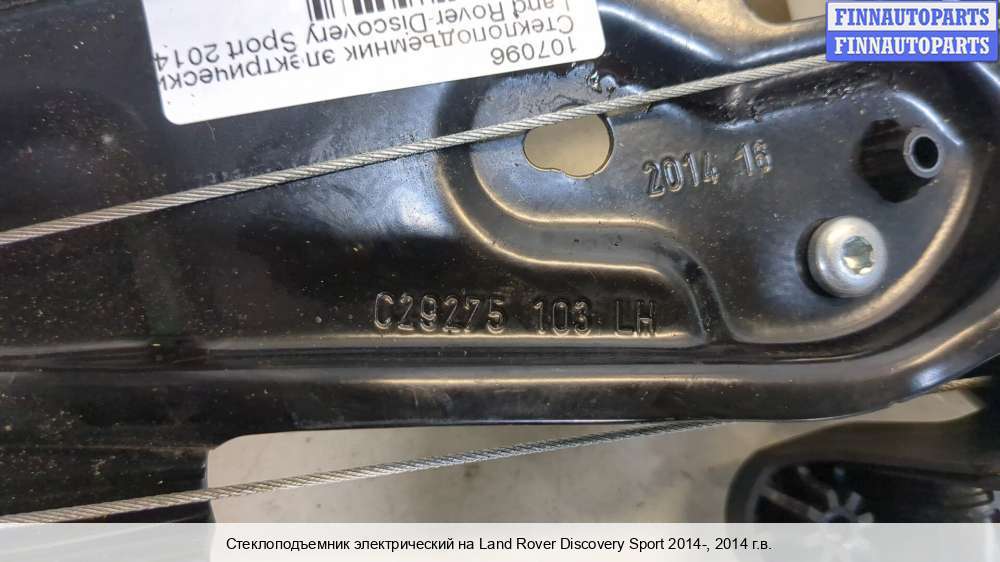 FINNAUTOPARTS
FINNAUTOPARTS
107096
Стеклоподъемник электрически
Land Rover Discovery Sport 2014
2014 16
C29275 103 LH
Стеклоподъемник электрический на Land Rover Discovery Sport 2014-, 2014 г.в.